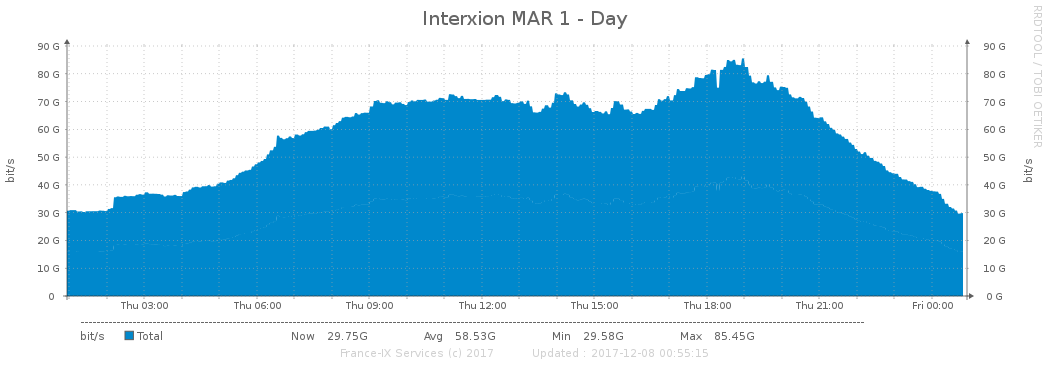 Interxion MAR 1 - Day
RRDTOOL / TOBI OETIKER
90 G 90 G
80 G 80 G
70 G 70 G
60 G 60 G
50 G 50 G
40 G 40 G
30 G 30 G
20 G 20 G
10 G 10 G
0 0 G
bit/s bit/s
Thu 03:00 Thu 06:00 Thu 09:00 Thu 12:00 Thu 15:00 Thu 18:00 Thu 21:00 Fri 00:00
bit/s Total Now 29.75G Avg 58.53G Min 29.58G Max 85.45G
France-IX Services (c) 2017 Updated : 2017-12-08 00:55:15